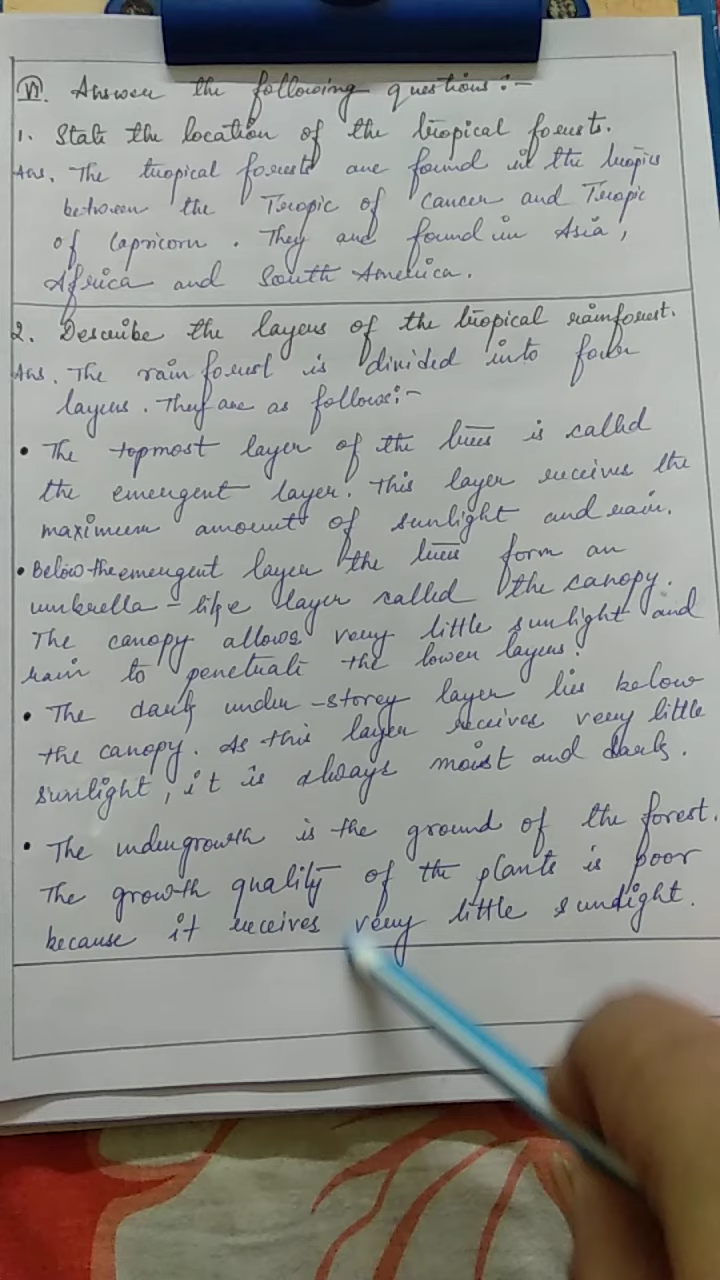 VI. Answer the following questions :-
1. State the location of the tropical forests.
Ans. The tropical forests are found in the tropics
between the Tropic of Cancer and Tropic
of Capricorn. They are found in Asia,
Africa and South America.
2. Describe the layers of the tropical rainforest.
Ans. The rain forest is divided into four
layers. They are as follows:-
• The topmost layer of the trees is called
the emergent layer. This layer receives the
maximum amount of sunlight and rain.
• Below the emergent layer the trees form an
umbrella-like layer called the canopy.
The canopy allows very little sunlight and
rain to penetrate the lower layers.
• The dark under-storey layer lies below
the canopy. As this layer receives very little
sunlight, it is always moist and dark.
• The undergrowth is the ground of the forest.
The growth quality of the plants is poor
because it receives very little sunlight.